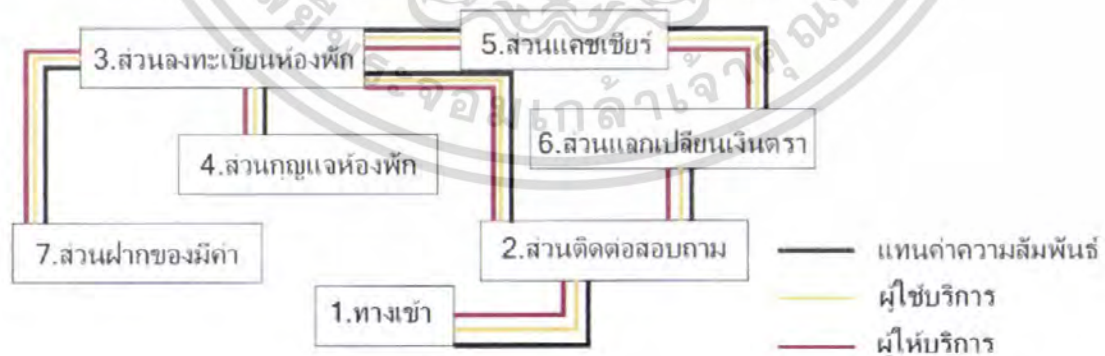 3.ส่วนลงทะเบียนห้องพัก
5.ส่วนแคชเชียร์
4.ส่วนกุญแจห้องพัก
6.ส่วนแลกเปลี่ยนเงินตรา
7.ส่วนฝากของมีค่า
2.ส่วนติดต่อสอบถาม
1.ทางเข้า
แทนค่าความสัมพันธ์
ผู้ใช้บริการ
ผู้ให้บริการ